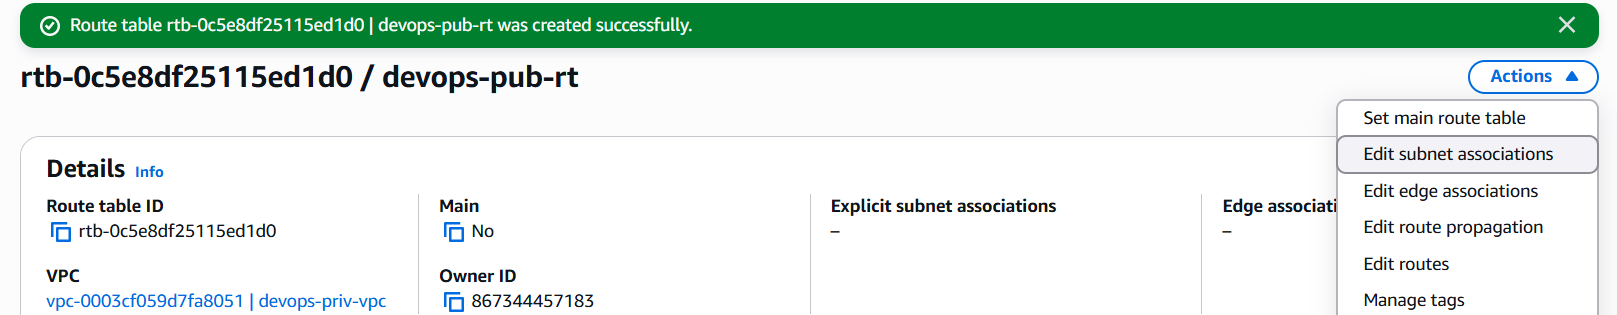 Route table rtb-0c5e8df25115ed1d0 | devops-pub-rt was created successfully.
rtb-0c5e8df25115ed1d0 / devops-pub-rt
Actions
Set main route table
Edit subnet associations
Edit edge associations
Edit route propagation
Edit routes
Manage tags
Details Info
Route table ID
rtb-0c5e8df25115ed1d0
Main
No
Explicit subnet associations
–
Edge associati
–
VPC
vpc-0003cf059d7fa8051 | devops-priv-vpc
Owner ID
867344457183